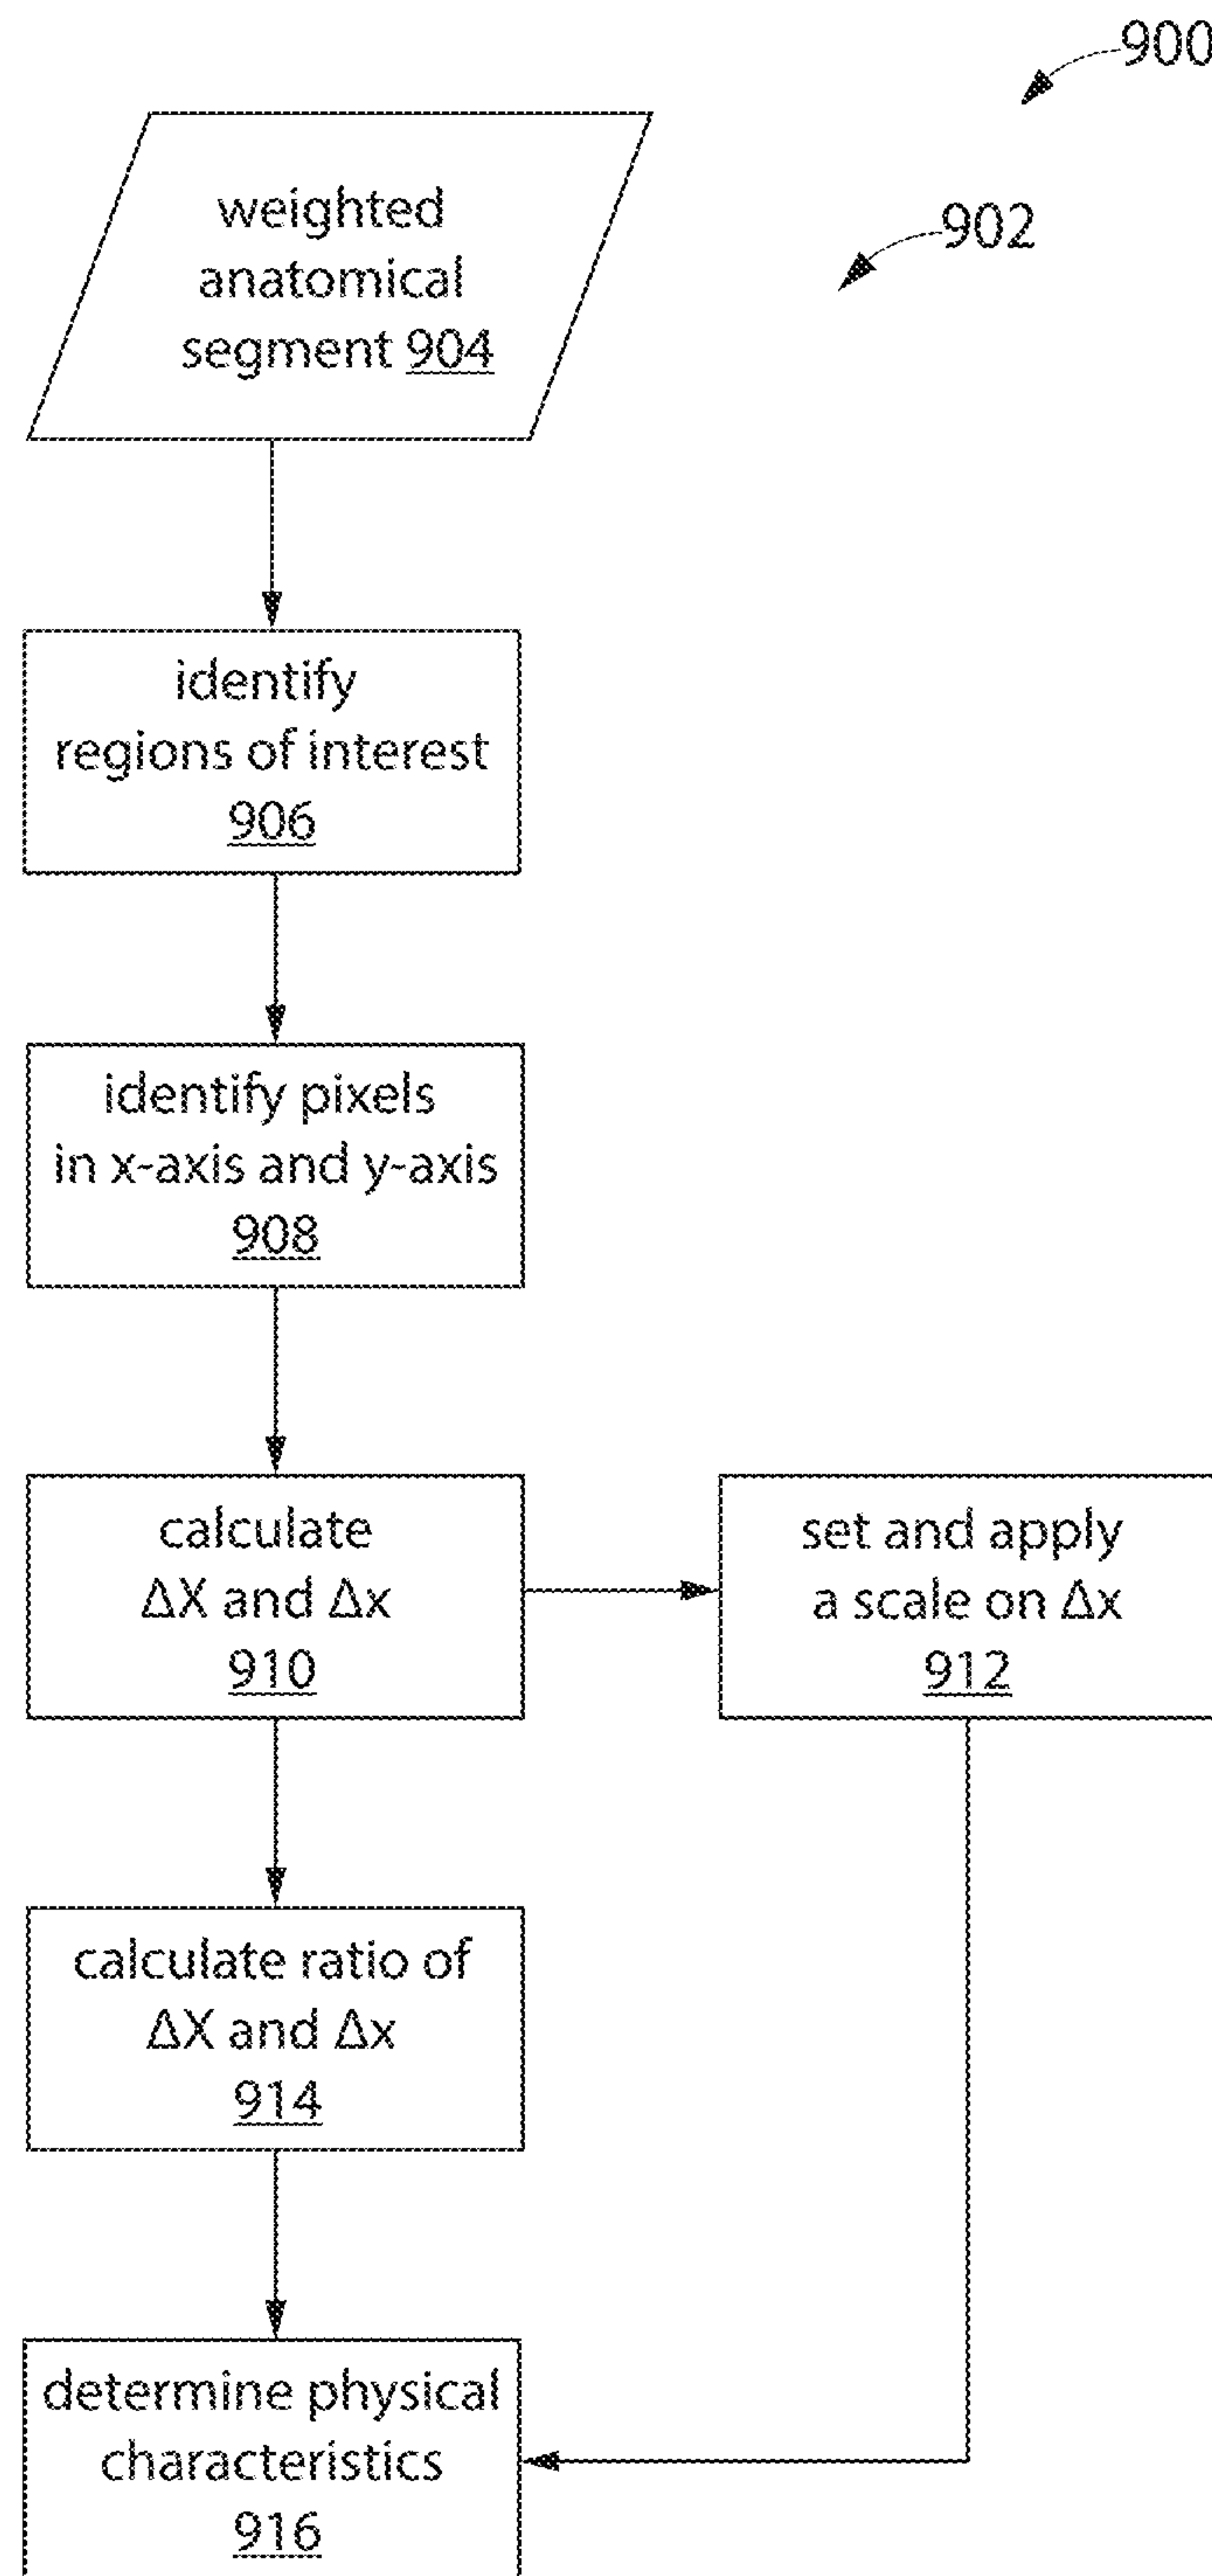 900
902
weighted
anatomical
segment 904
identify
regions of interest
906
identify pixels
in x-axis and y-axis
908
calculate
ΔX and Δx
910
set and apply
a scale on Δx
912
calculate ratio of
ΔX and Δx
914
determine physical
characteristics
916